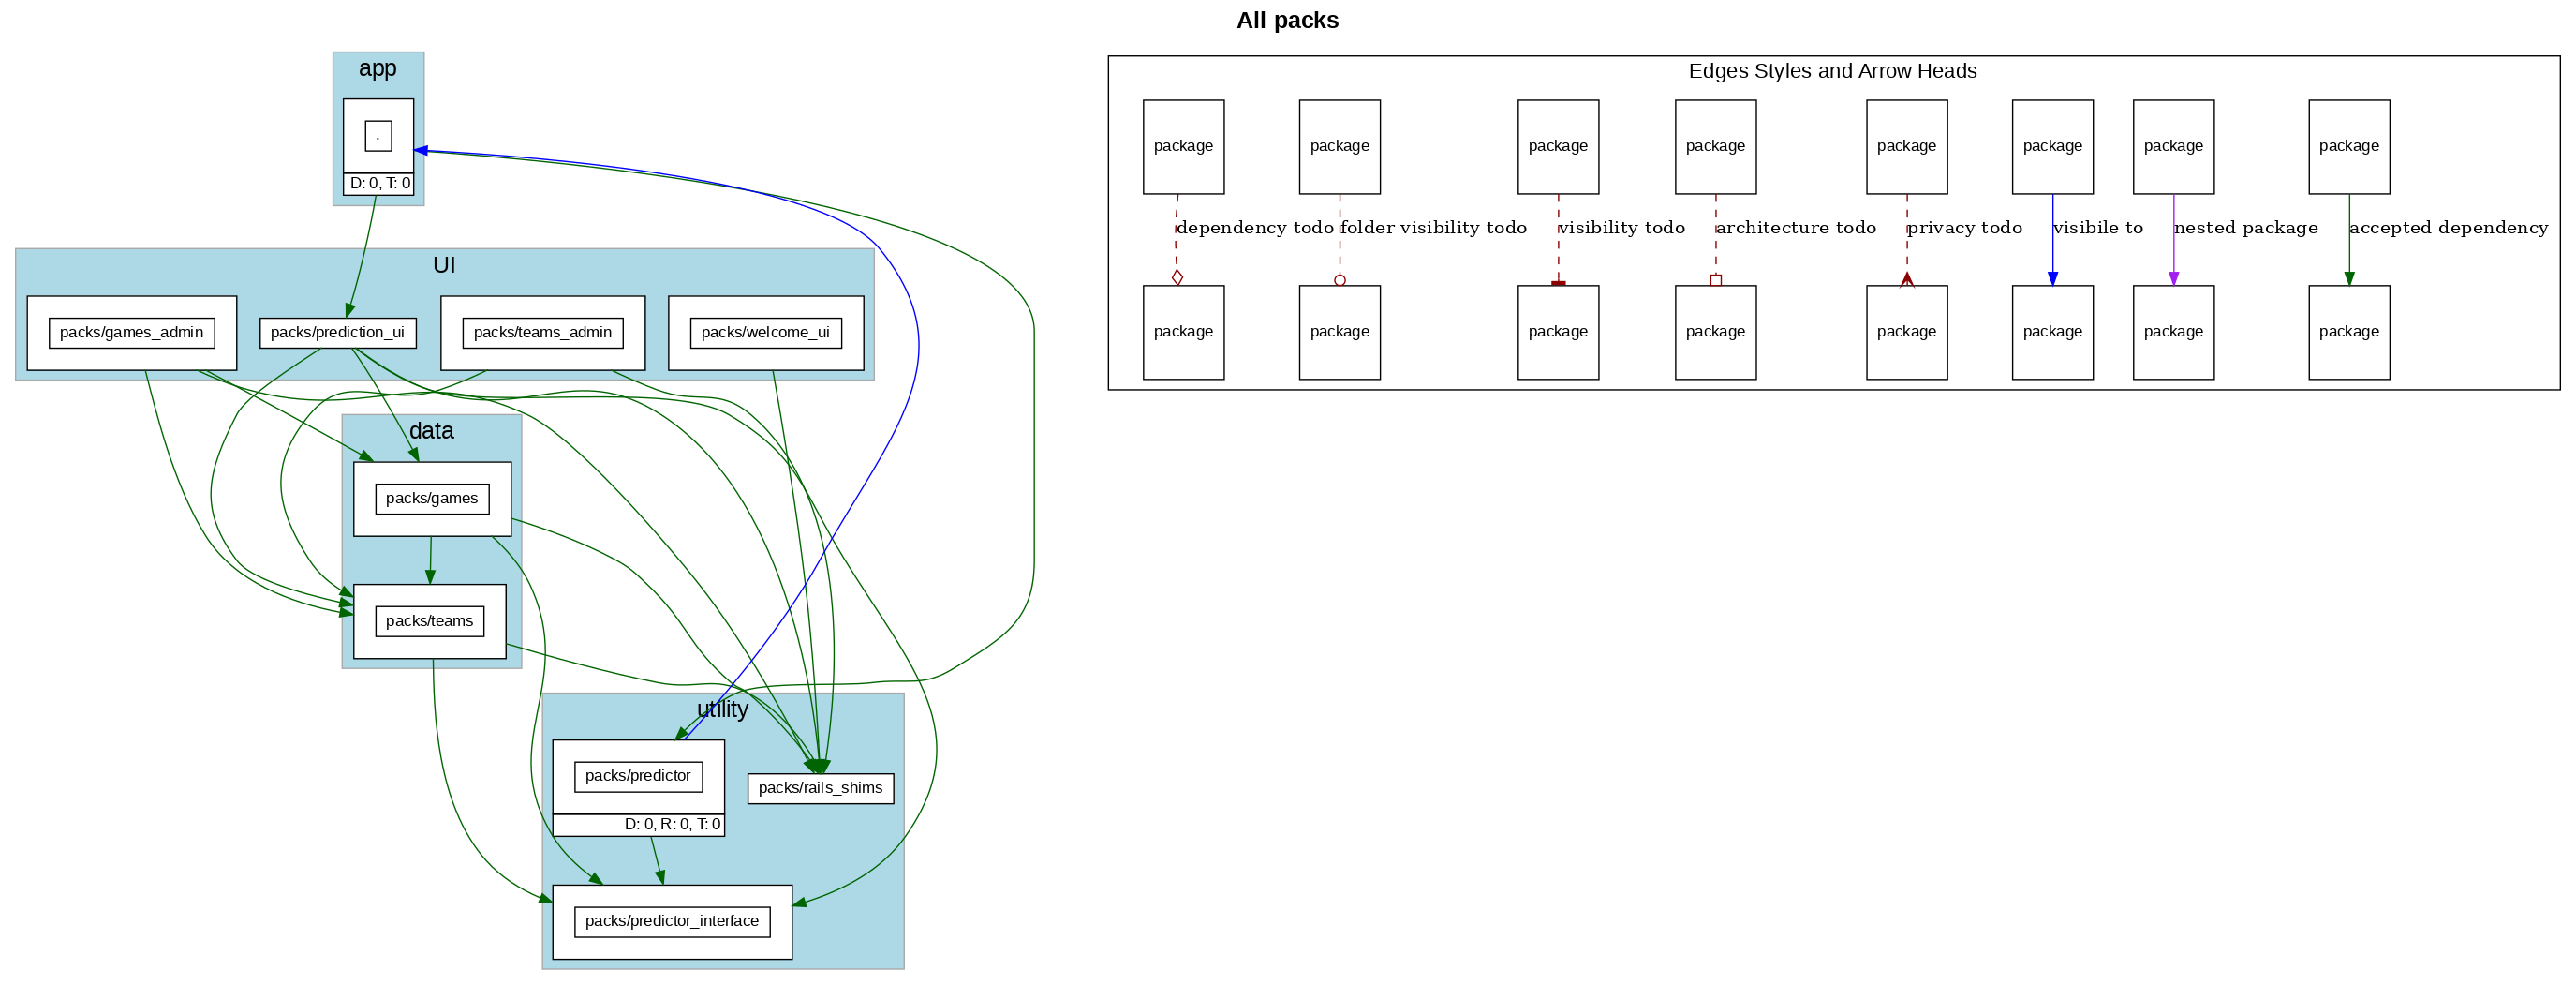 All packs
app
.
D: 0, T: 0
UI
packs/games_admin
packs/prediction_ui
packs/teams_admin
packs/welcome_ui
data
packs/games
packs/teams
utility
packs/predictor
D: 0, R: 0, T: 0
packs/rails_shims
packs/predictor_interface
Edges Styles and Arrow Heads
package
package
package
package
package
package
package
package
dependency todo
folder visibility todo
visibility todo
architecture todo
privacy todo
visibile to
nested package
accepted dependency
package
package
package
package
package
package
package
package